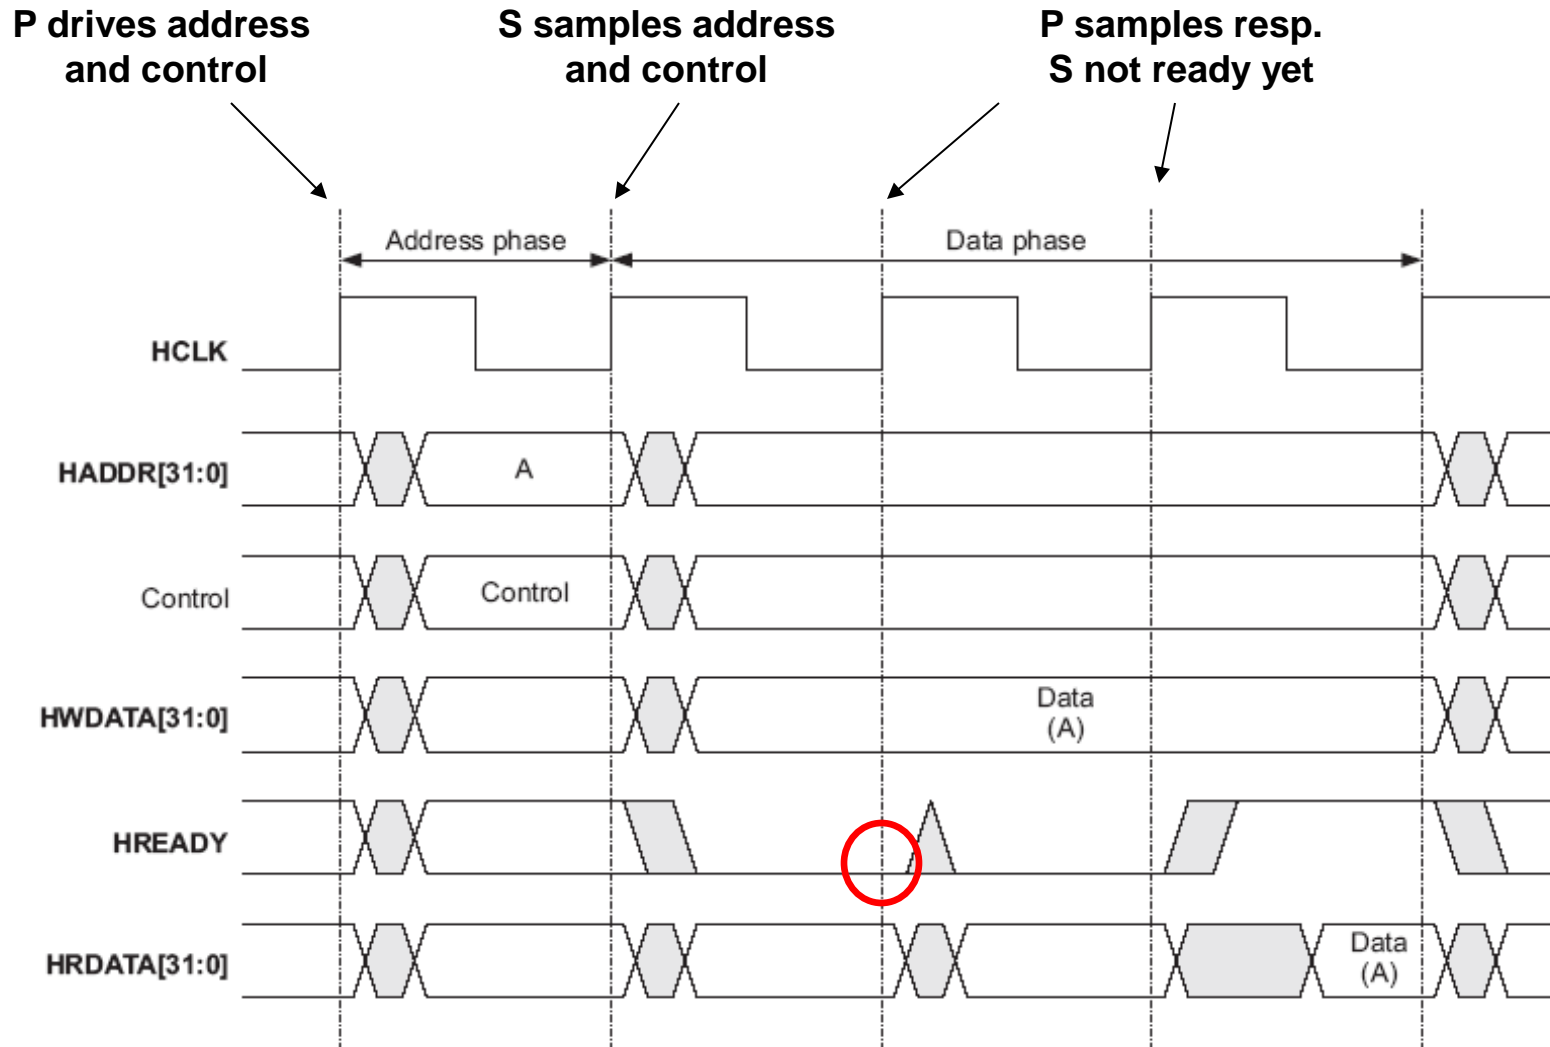 P drives address
and control
S samples address
and control
P samples resp.
S not ready yet
Address phase
Data phase
HCLK
HADDR[31:0]
A
Control
Control
HWDATA[31:0]
Data
(A)
HREADY
HRDATA[31:0]
Data
(A)